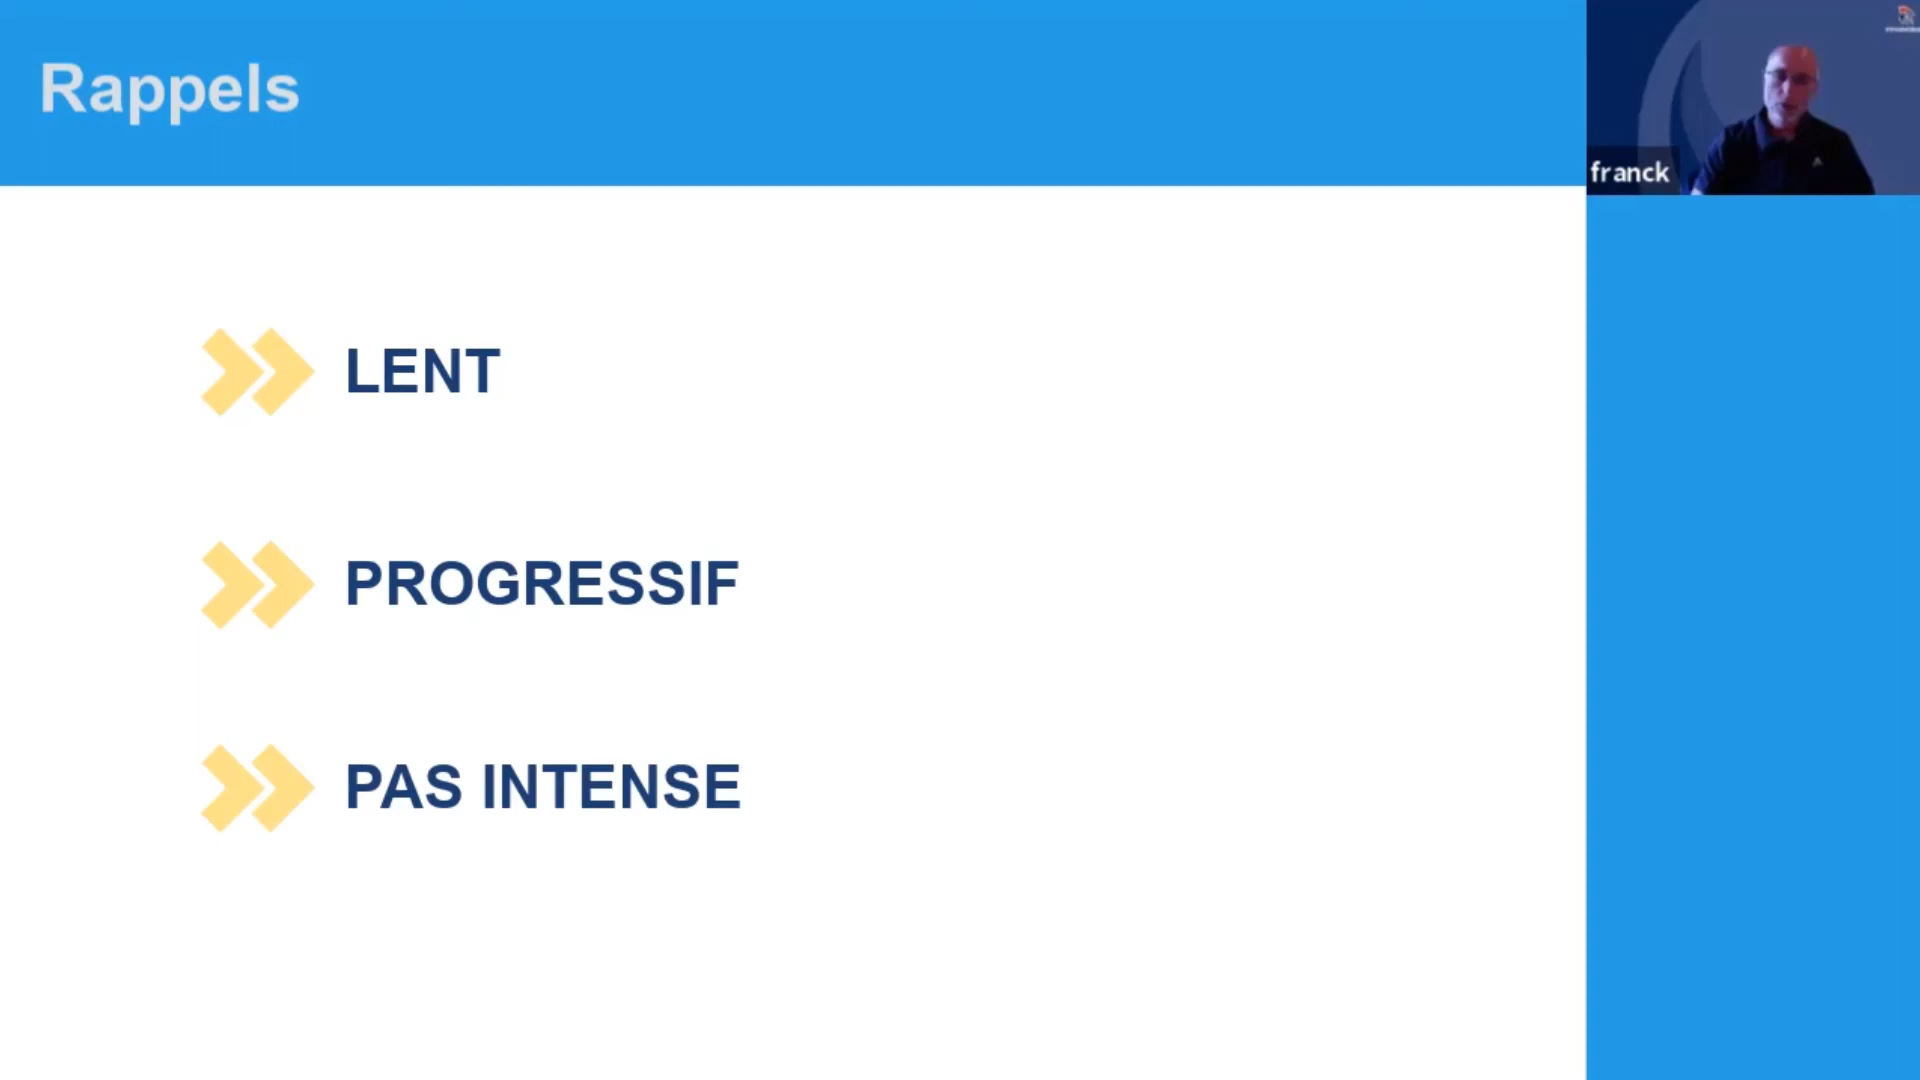 Rappels
franck
LENT
PROGRESSIF
PAS INTENSE